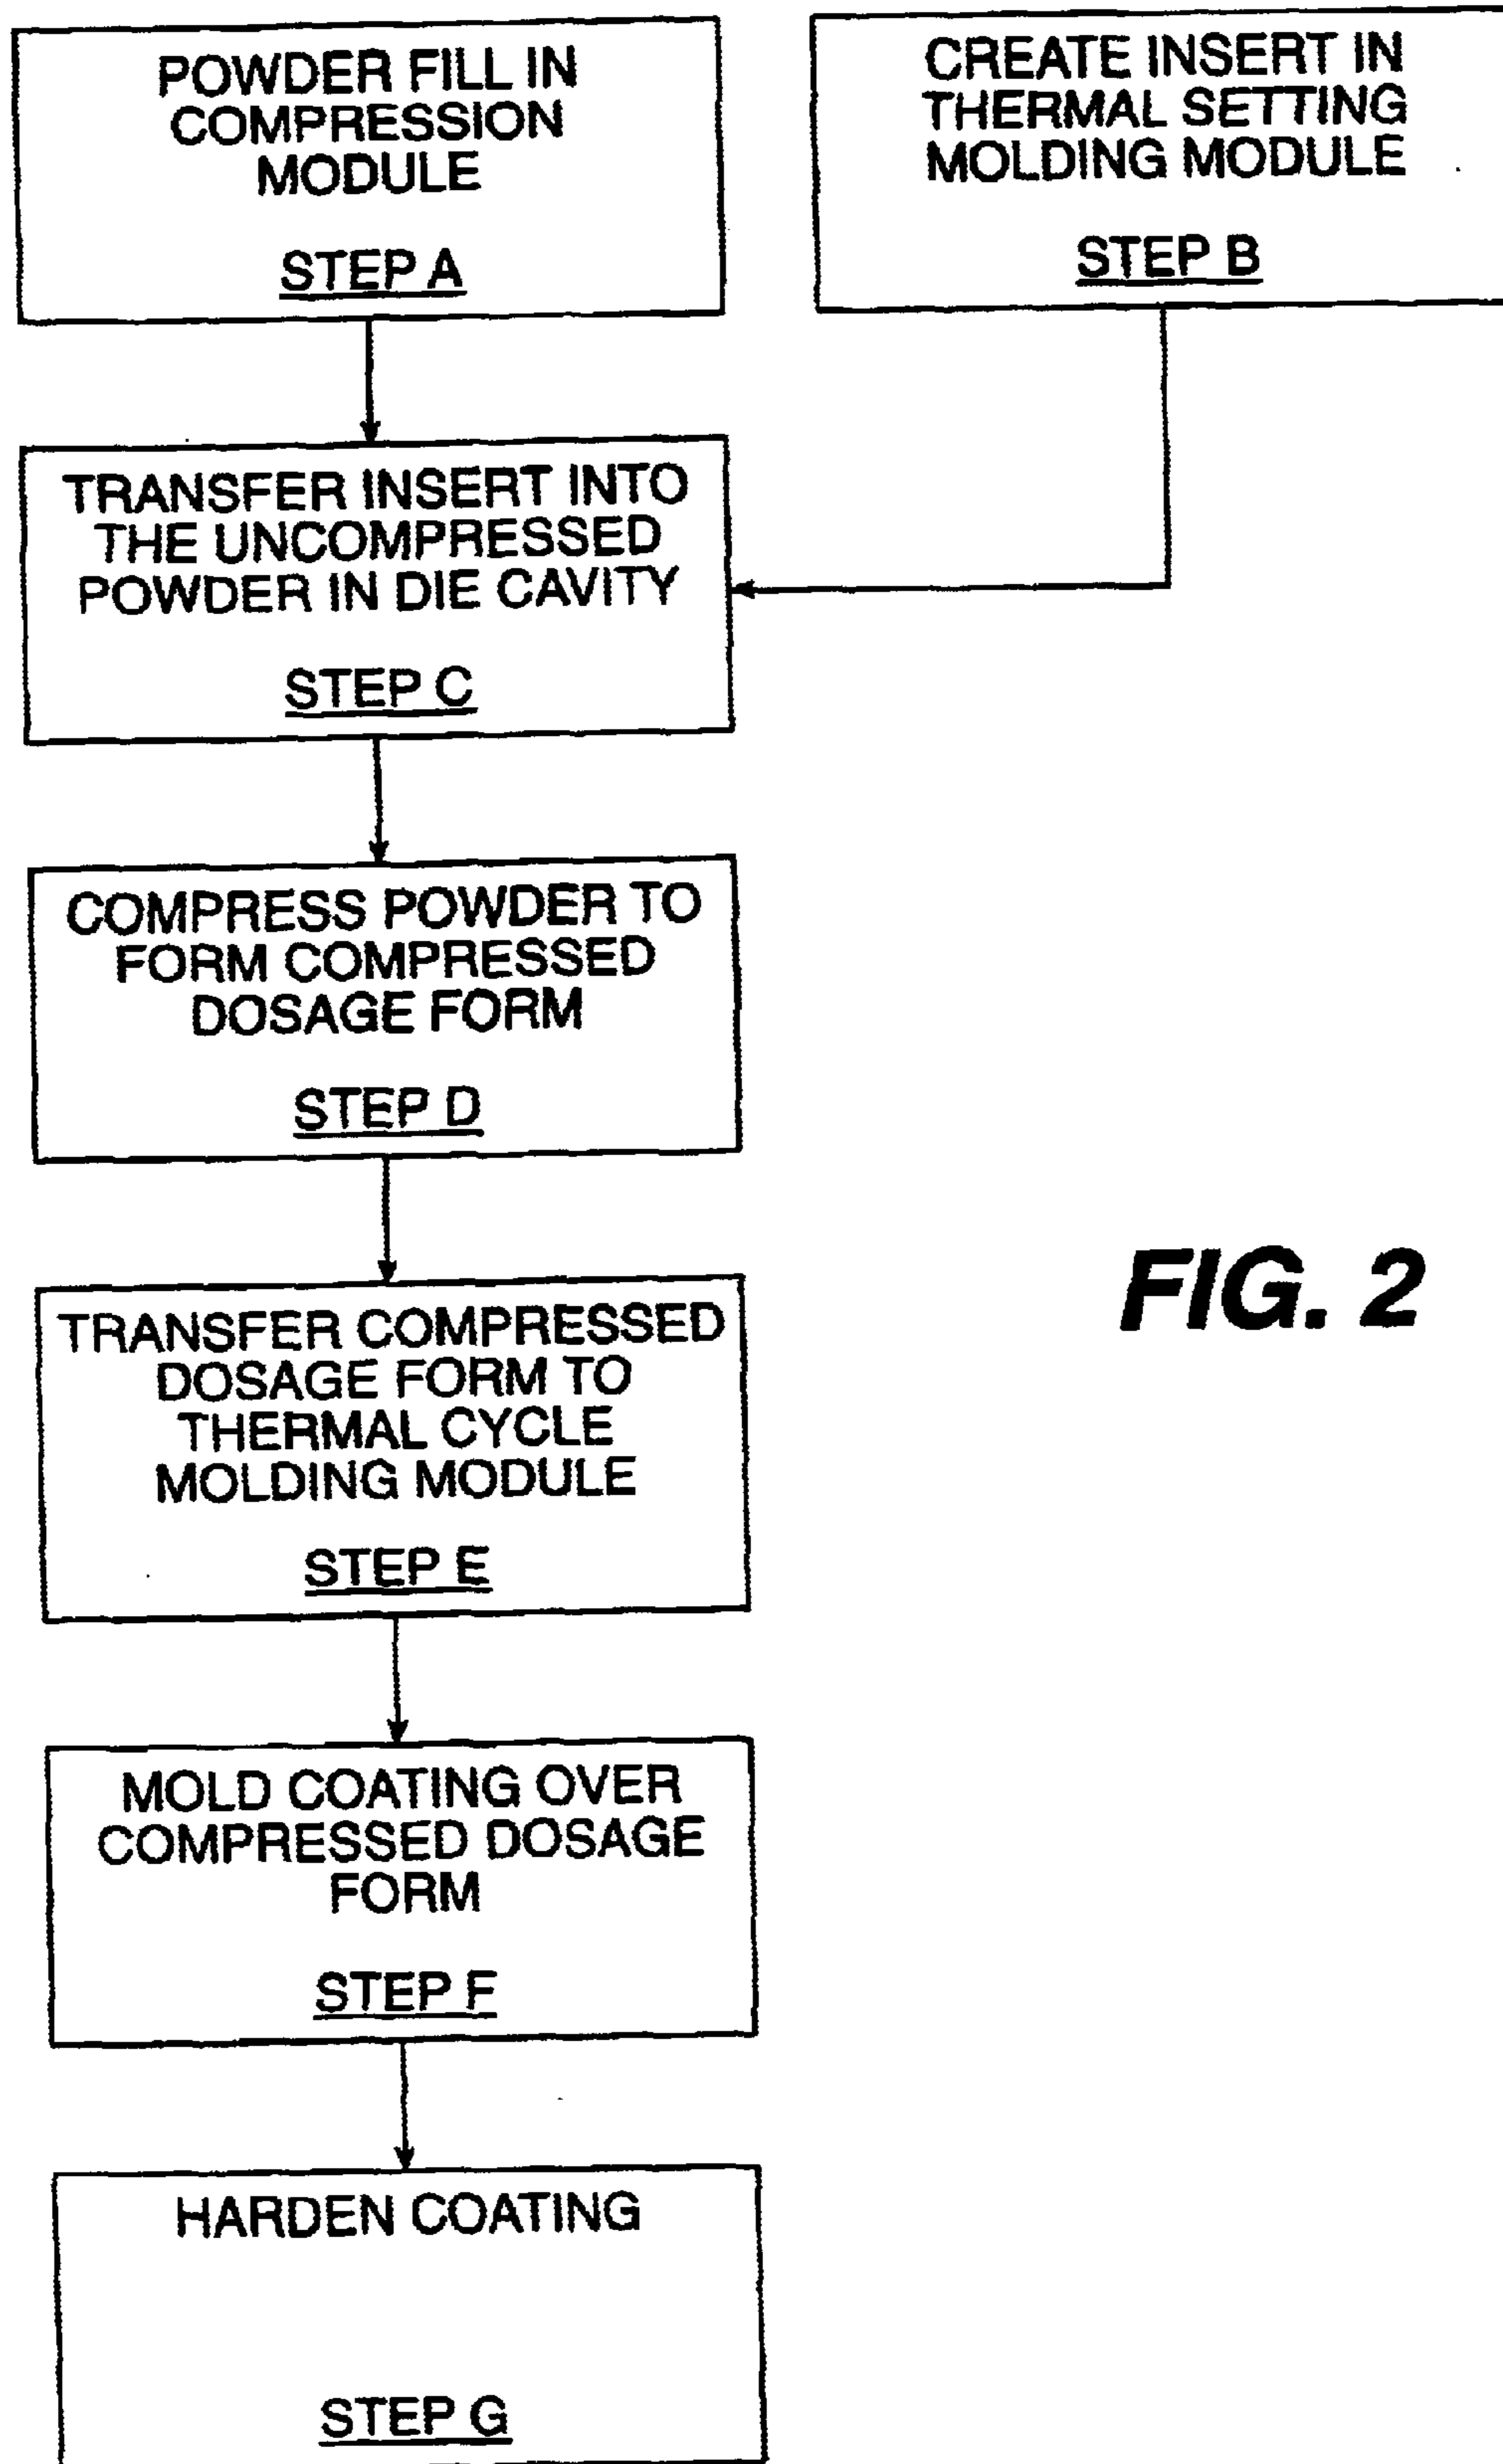 POWDER FILL IN
COMPRESSION
MODULE
STEP A
CREATE INSERT IN
THERMAL SETTING
MOLDING MODULE
STEP B
TRANSFER INSERT INTO
THE UNCOMPRESSED
POWDER IN DIE CAVITY
STEP C
COMPRESS POWDER TO
FORM COMPRESSED
DOSAGE FORM
STEP D
TRANSFER COMPRESSED
DOSAGE FORM TO
THERMAL CYCLE
MOLDING MODULE
STEP E
FIG. 2
MOLD COATING OVER
COMPRESSED DOSAGE
FORM
STEP F
HARDEN COATING
STEP G